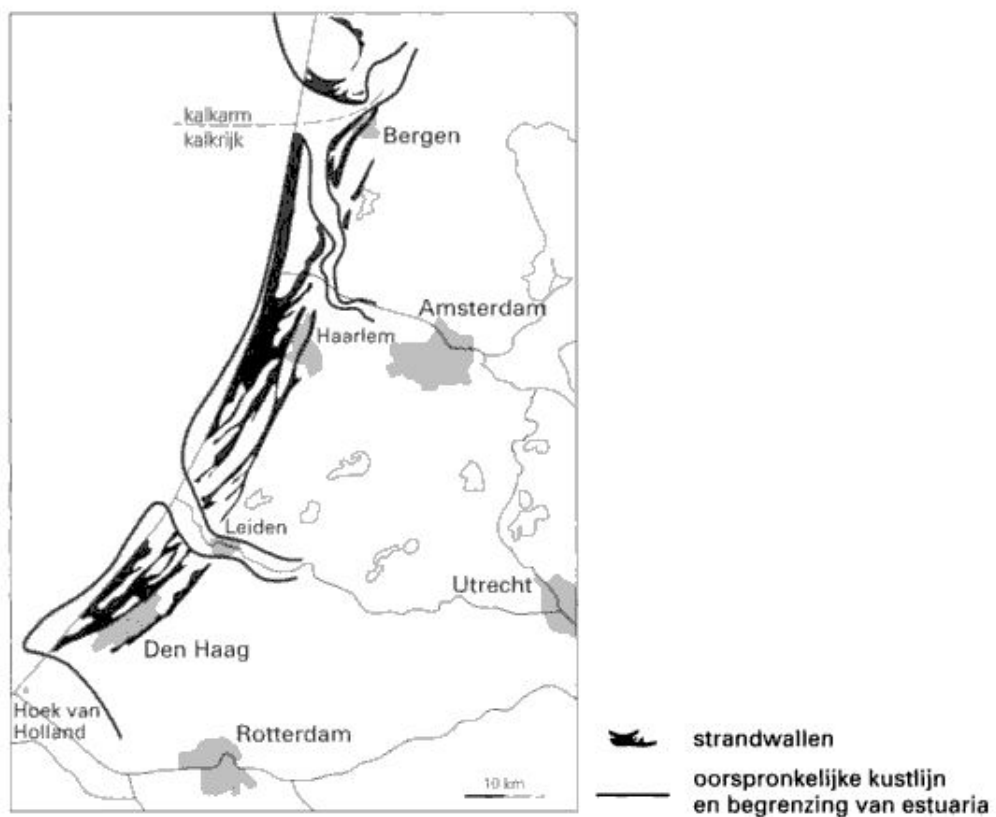 kalkarm
kalkrijk
Bergen
Amsterdam
Haarlem
Leiden
Utrecht
Den Haag
Hoek van
Holland
Rotterdam
10 km
strandwallen
oorspronkelijke kustlijn
en begrenzing van estuaria